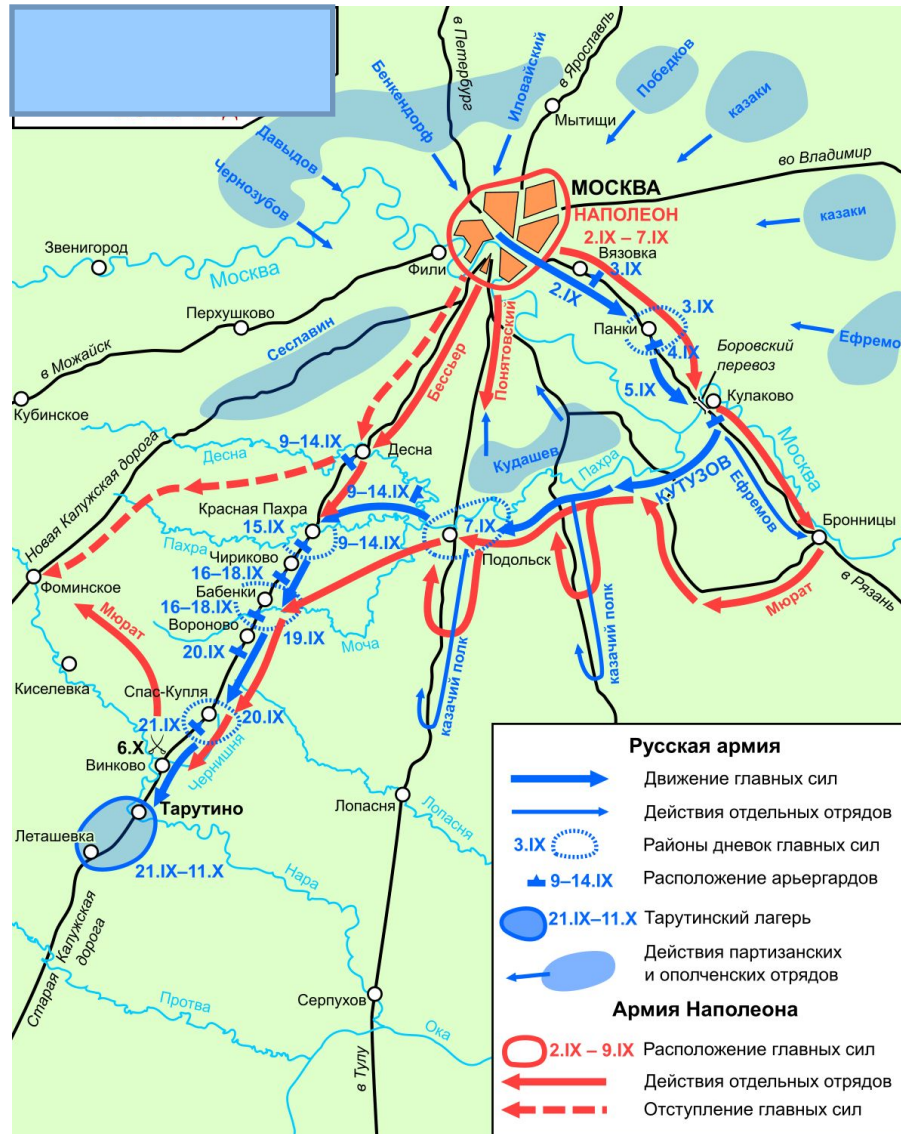 в Петербург
в Ярославль
Бенкендорф
Иловайский
Победков
казаки
Мытищи
Давыдов
Чернозубов
во Владимир
МОСКВА
НАПОЛЕОН
2.IX – 7.IX
казаки
Звенигород
Москва
Фили
Вязовка
3.IX
2.IX
Перхушково
Панки
3.IX
4.IX
Ефремо
Сеславин
Боровский
перевоз
в Можайск
Бессьер
Понятовский
5.IX
Кулаково
Кубинское
9–14.IX
Десна
Десна
Кудашев
Пахра
Москва
Новая Калужская дорога
9–14.IX
КУТУЗОВ
Ефремов
Красная Пахра
15.IX
9–14.IX
7.IX
Бронницы
Пахра
Чириково
Подольск
16–18.IX
Фоминское
Бабенки
в Рязань
16–18.IX
Мюрат
Мюрат
Вороново
19.IX
Моча
20.IX
казачий полк
казачий полк
Киселевка
Спас-Купля
21.IX
20.IX
6.X
Винково
Чернишня
Тарутино
Лопасня
Лопасня
Леташевка
21.IX–11.X
Нара
Старая Калужская
дорога
Протва
Серпухов
Ока
в Тулу
Русская армия
Движение главных сил
Действия отдельных отрядов
3.IX Районы дневок главных сил
9–14.IX Расположение арьергардов
21.IX–11.X Тарутинский лагерь
Действия партизанских
и ополченских отрядов
Армия Наполеона
2.IX – 9.IX Расположение главных сил
Действия отдельных отрядов
Отступление главных сил